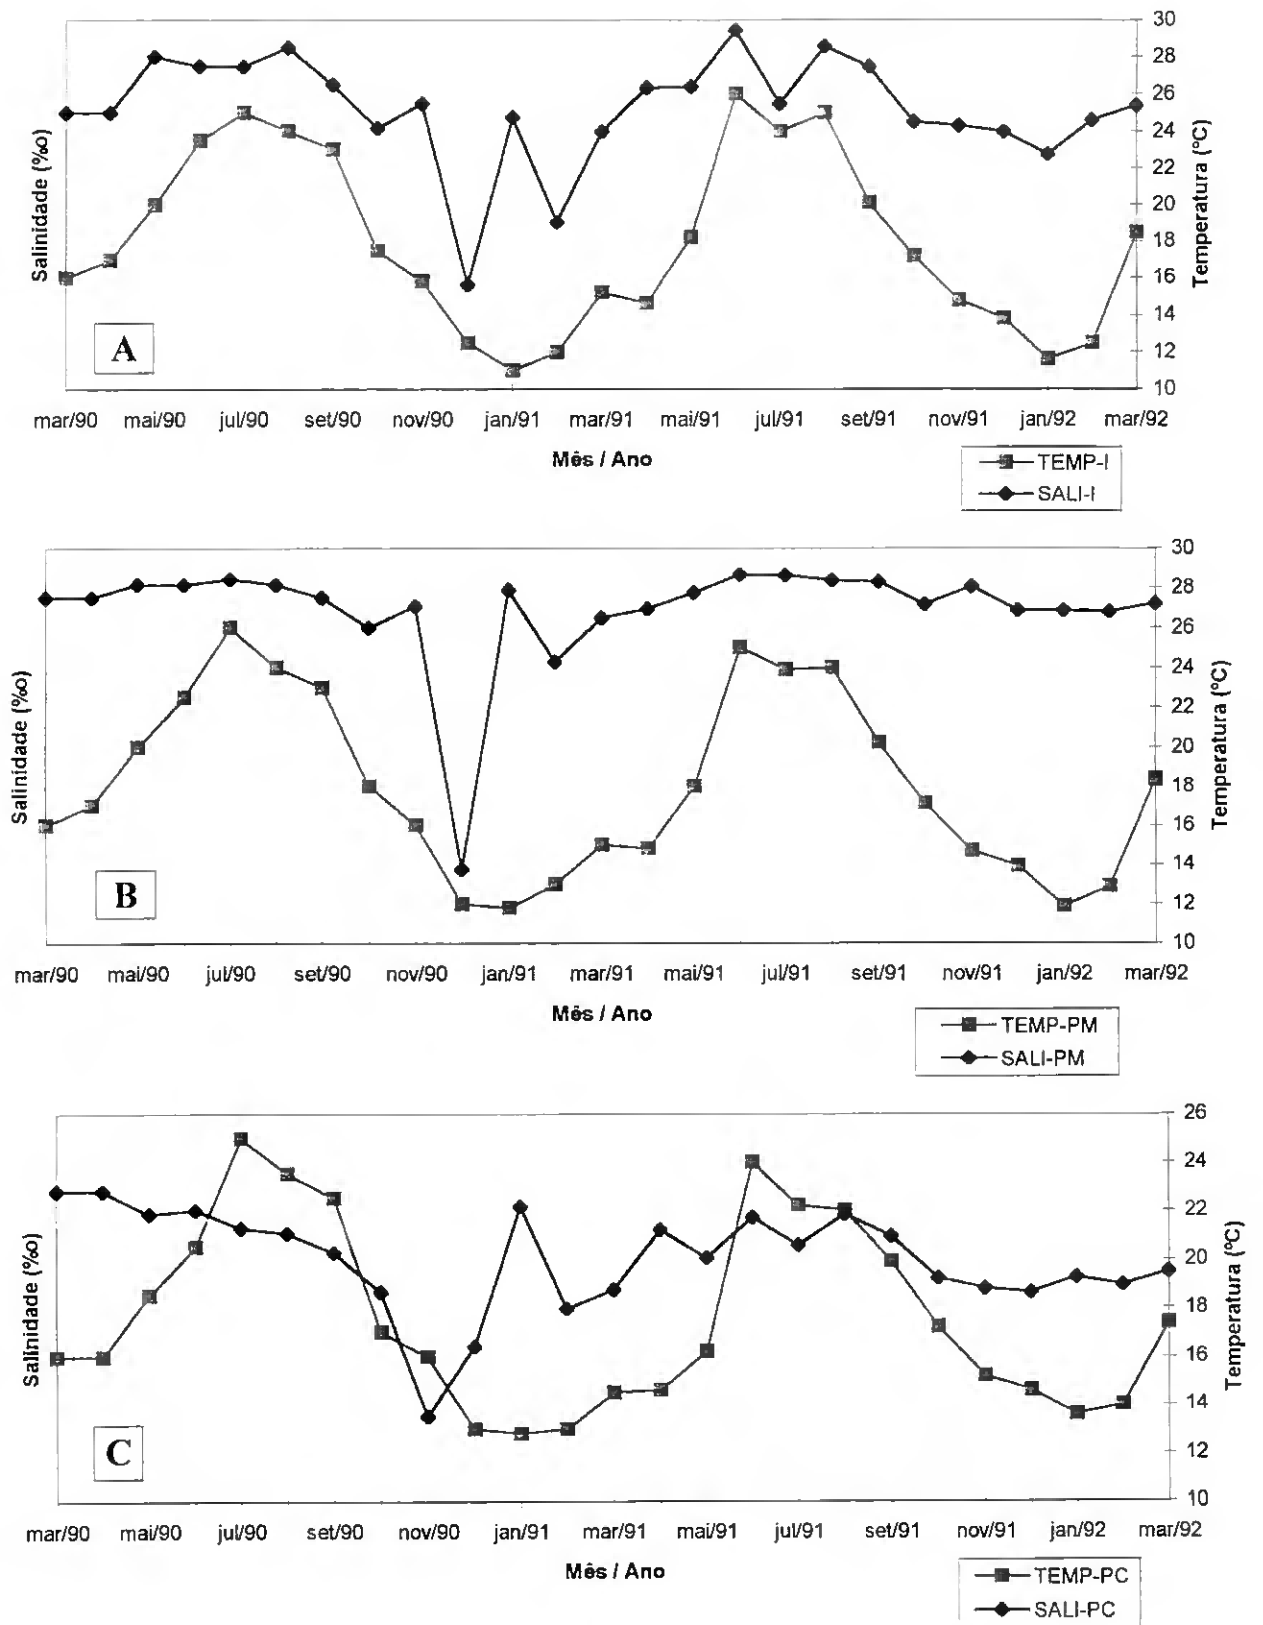 30
28
26
24
22
20
18
16
14
12
10
Salinidade (%o)
Temperatura (ºC)
A
mar/90 mai/90 jul/90 set/90 nov/90 jan/91 mar/91 mai/91 jul/91 set/91 nov/91 jan/92 mar/92
Mês / Ano
TEMP-I
SALI-I
30
28
26
24
22
20
18
16
14
12
10
Salinidade (%o)
Temperatura (ºC)
B
mar/90 mai/90 jul/90 set/90 nov/90 jan/91 mar/91 mai/91 jul/91 set/91 nov/91 jan/92 mar/92
Mês / Ano
TEMP-PM
SALI-PM
26
24
22
20
18
16
14
12
10
Salinidade (%o)
Temperatura (ºC)
C
mar/90 mai/90 jul/90 set/90 nov/90 jan/91 mar/91 mai/91 jul/91 set/91 nov/91 jan/92 mar/92
Mês / Ano
TEMP-PC
SALI-PC